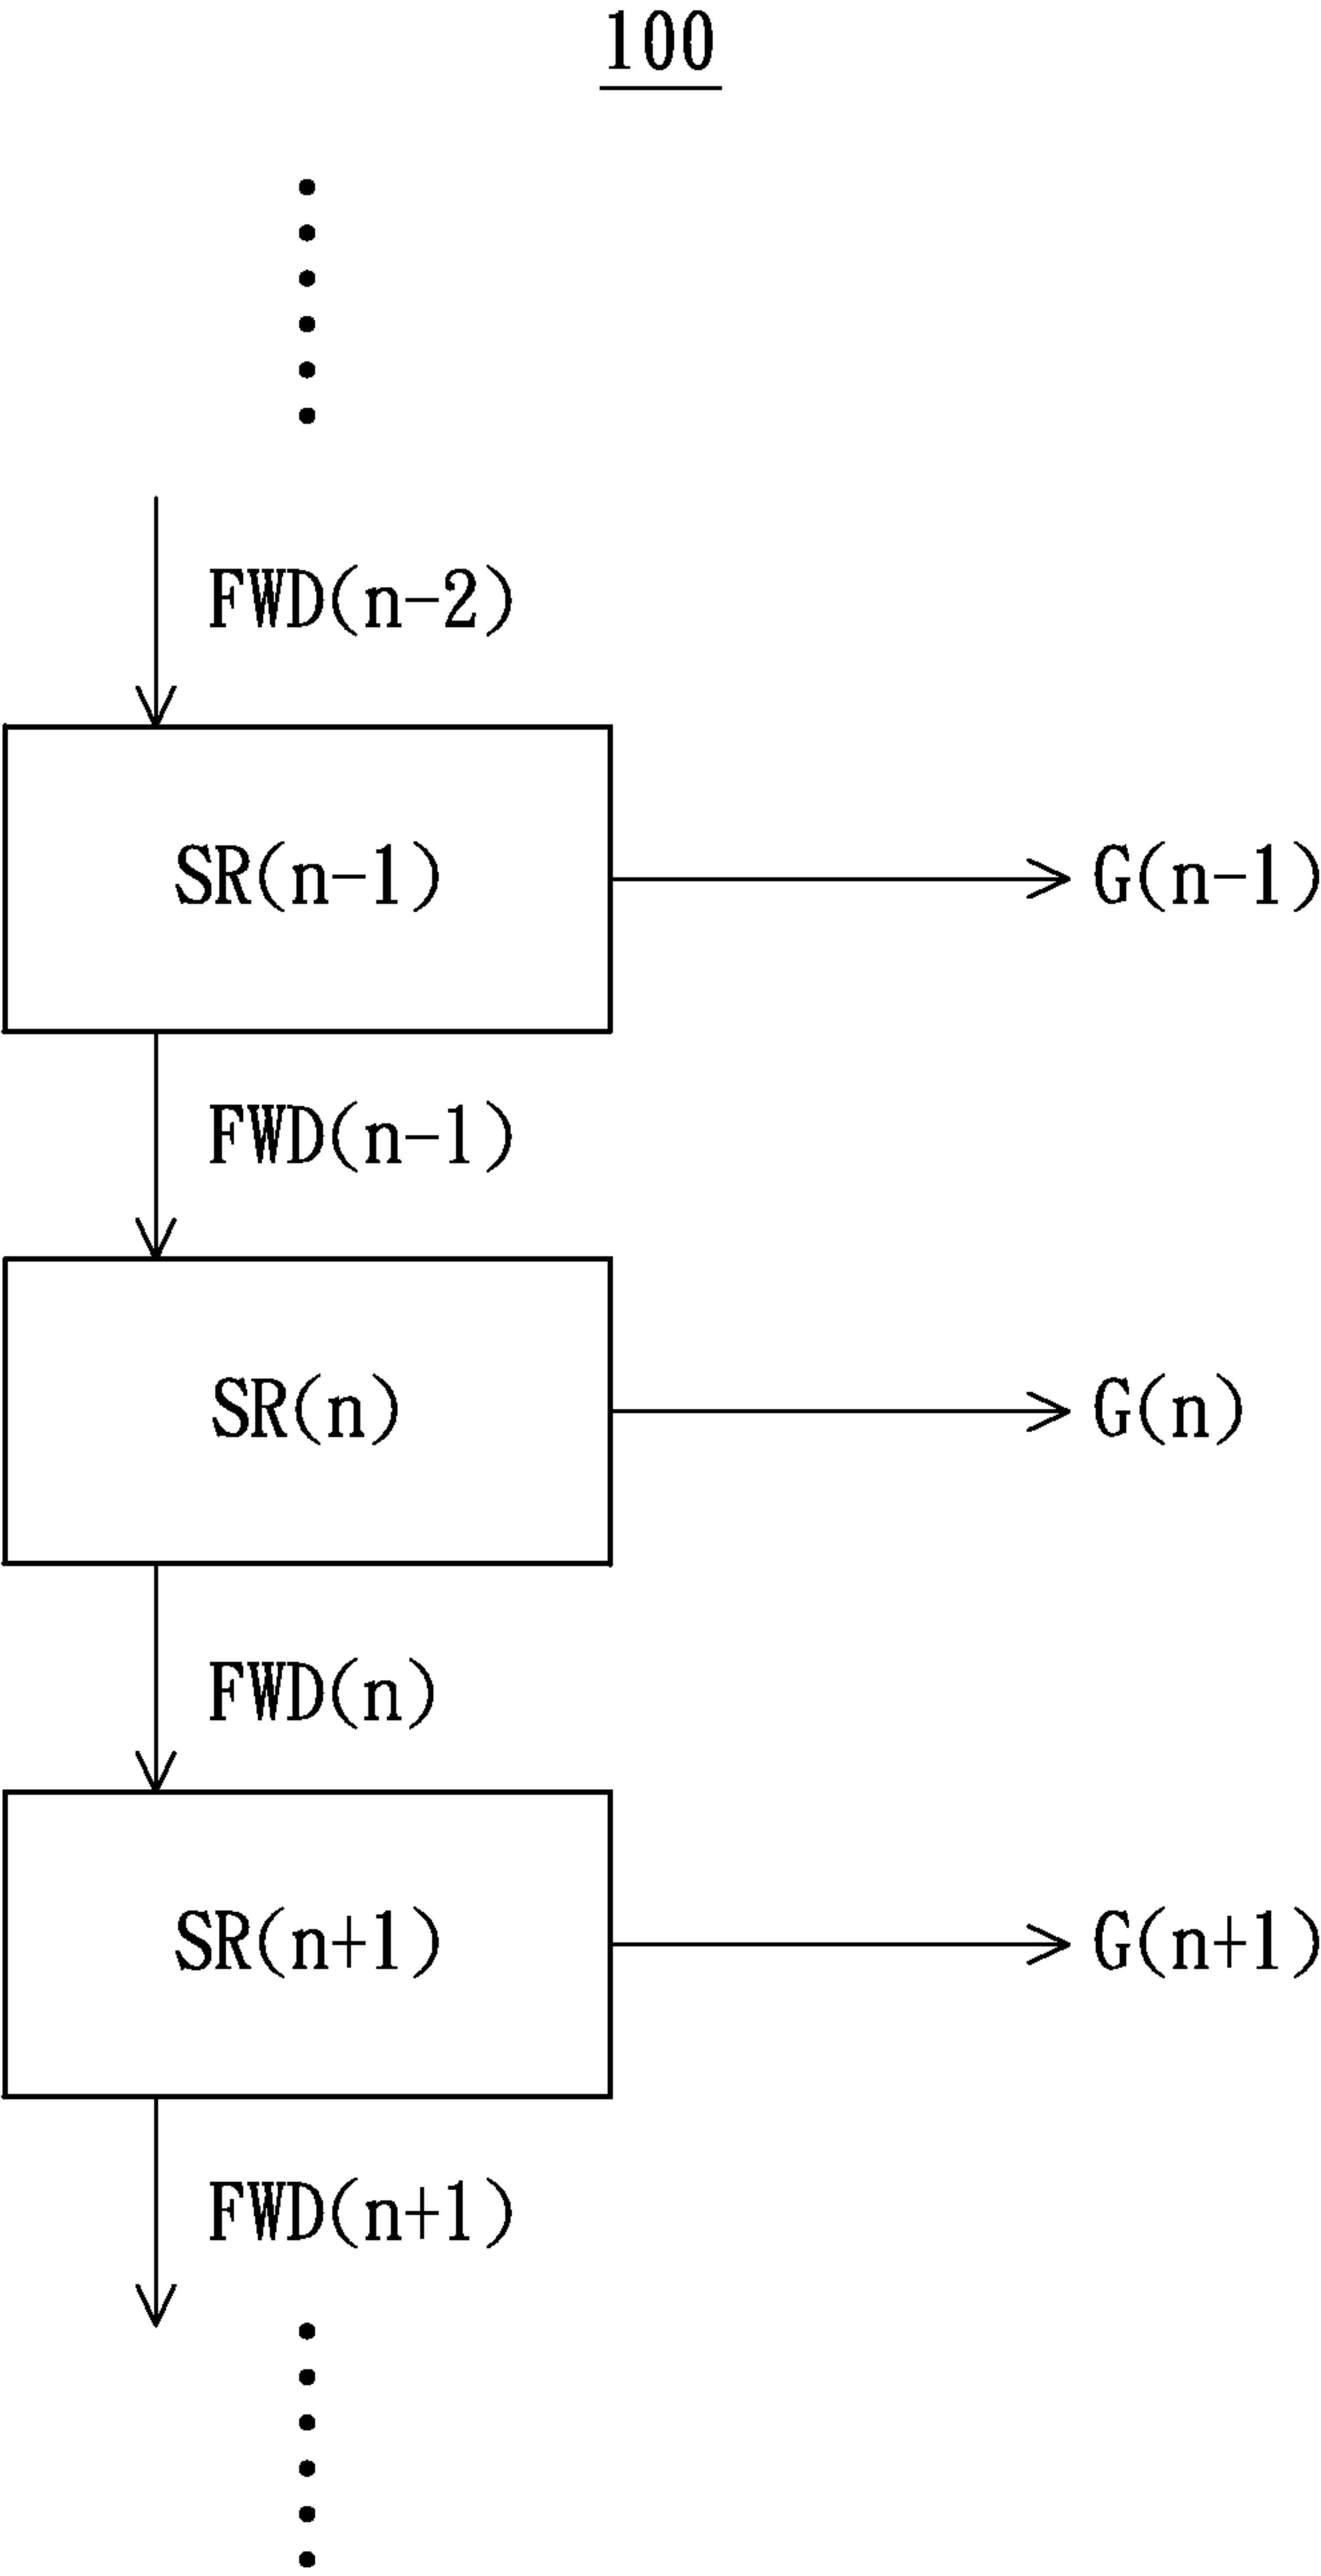 100
FWD(n-2)
SR(n-1)
G(n-1)
FWD(n-1)
SR(n)
G(n)
FWD(n)
SR(n+1)
G(n+1)
FWD(n+1)